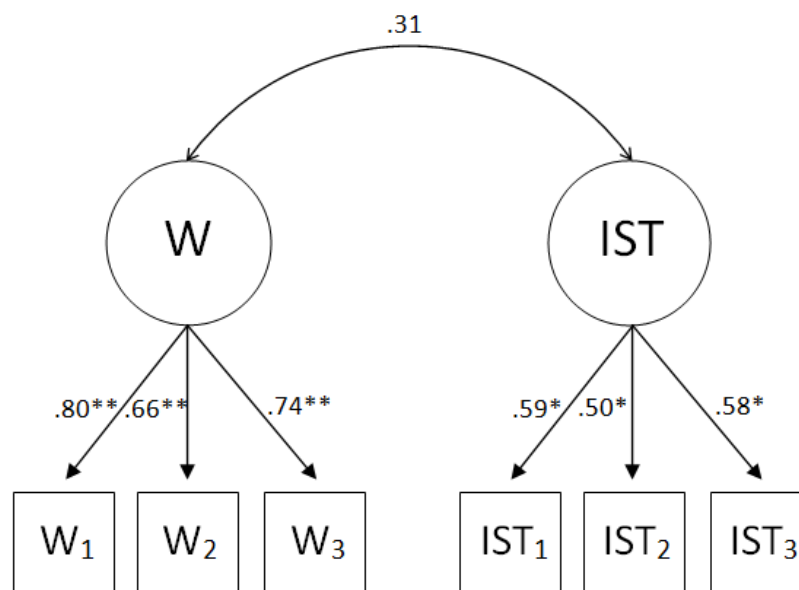 .31
W IST
.80** .66** .74** .59* .50* .58*
W₁ W₂ W₃ IST₁ IST₂ IST₃